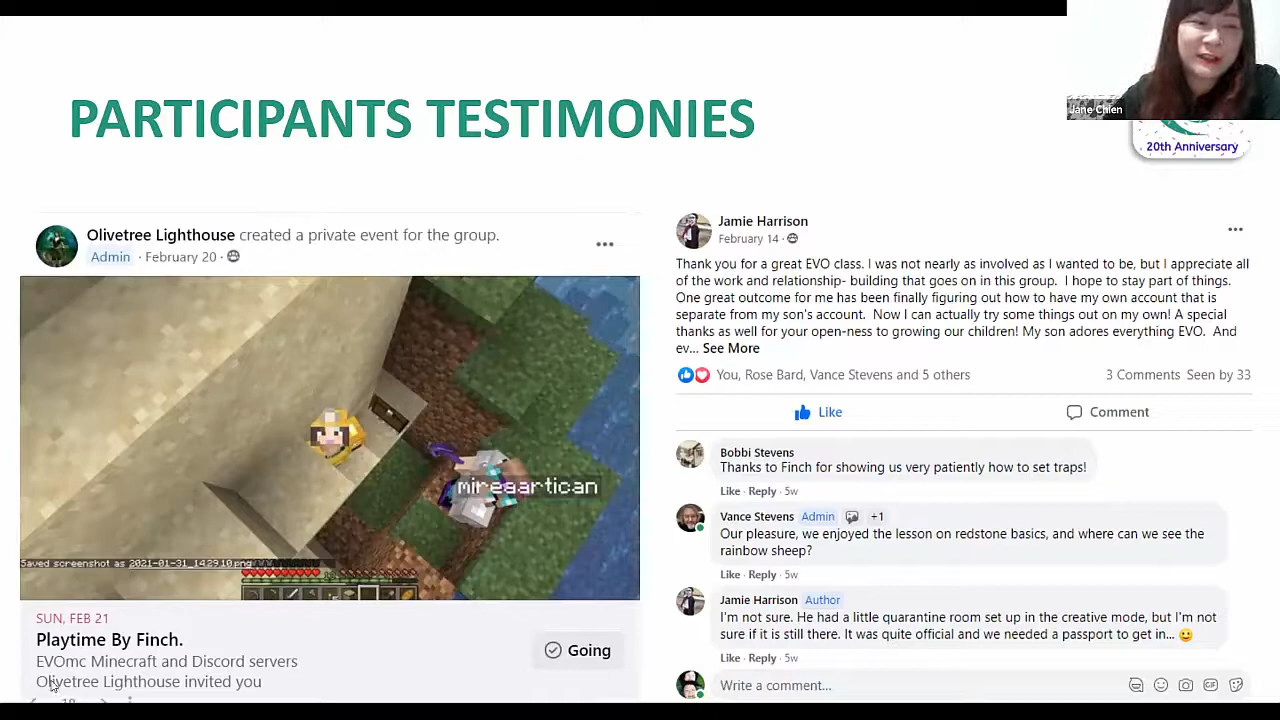 PARTICIPANTS TESTIMONIES
Jane Chien
20th Anniversary
Olivetree Lighthouse created a private event for the group.
Admin · February 20 ·
mireaartican
Saved screenshot as 2021-01-31_14.29.10.png
SUN, FEB 21
Playtime By Finch.
EVOmc Minecraft and Discord servers
Olivetree Lighthouse invited you
Going
Jamie Harrison
February 14 ·
Thank you for a great EVO class. I was not nearly as involved as I wanted to be, but I appreciate all
of the work and relationship- building that goes on in this group. I hope to stay part of things.
One great outcome for me has been finally figuring out how to have my own account that is
separate from my son's account. Now I can actually try some things out on my own! A special
thanks as well for your open-ness to growing our children! My son adores everything EVO. And
ev... See More
You, Rose Bard, Vance Stevens and 5 others 3 Comments Seen by 33
Like Comment
Bobbi Stevens
Thanks to Finch for showing us very patiently how to set traps!
Like · Reply · 5w
Vance Stevens Admin +1
Our pleasure, we enjoyed the lesson on redstone basics, and where can we see the
rainbow sheep?
Like · Reply · 5w
Jamie Harrison Author
I'm not sure. He had a little quarantine room set up in the creative mode, but I'm not
sure if it is still there. It was quite official and we needed a passport to get in... 😀
Like · Reply · 5w
Write a comment...